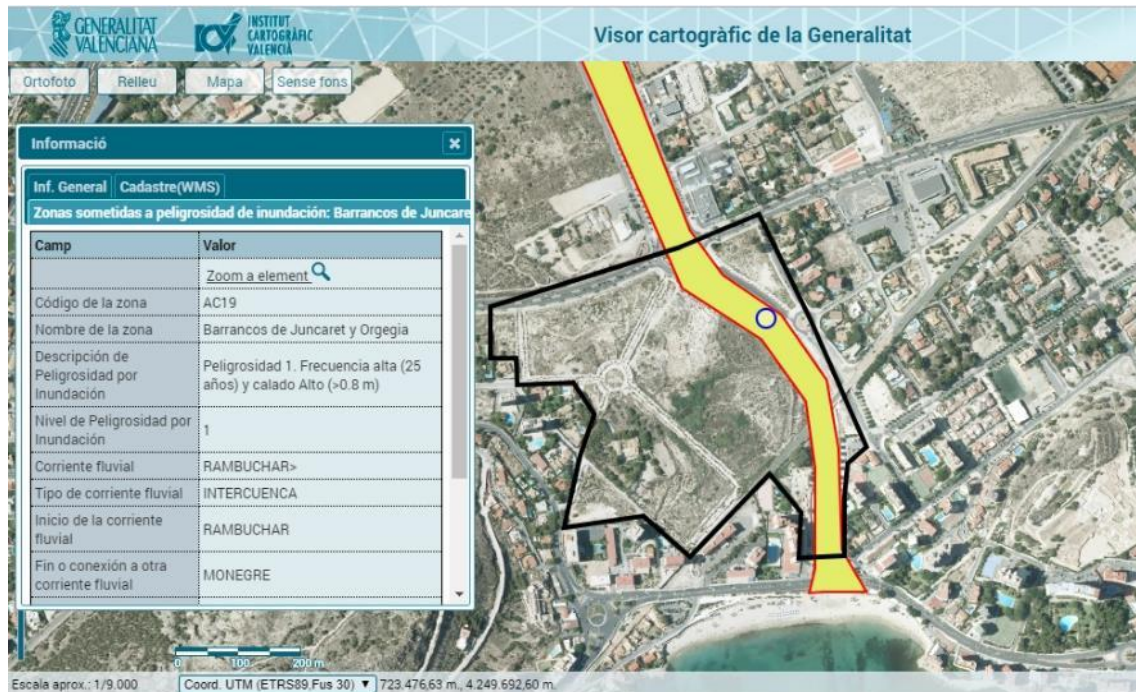 GENERALITAT
VALENCIANA
INSTITUT
CARTOGRÀFIC
VALENCIÀ
Visor cartogràfic de la Generalitat
Ortofoto Relleu Mapa Sense fons
Informació
Inf. General Cadastre(WMS)
Zonas sometidas a peligrosidad de inundación: Barrancos de Juncare
Camp Valor
Zoom a element
Código de la zona AC19
Nombre de la zona Barrancos de Juncaret y Orgegia
Descripción de
Peligrosidad por
Inundación
Peligrosidad 1. Frecuencia alta (25
años) y calado Alto (>0.8 m)
Nivel de Peligrosidad por
Inundación
1
Corriente fluvial RAMBUCHAR>
Tipo de corriente fluvial INTERCUENCA
Inicio de la corriente
fluvial
RAMBUCHAR
Fin o conexión a otra
corriente fluvial
MONEGRE
0 100 200 m
Escala aprox.: 1/9.000 Coord. UTM (ETRS89,Fus 30) 723.476,63 m., 4.249.692,60 m.